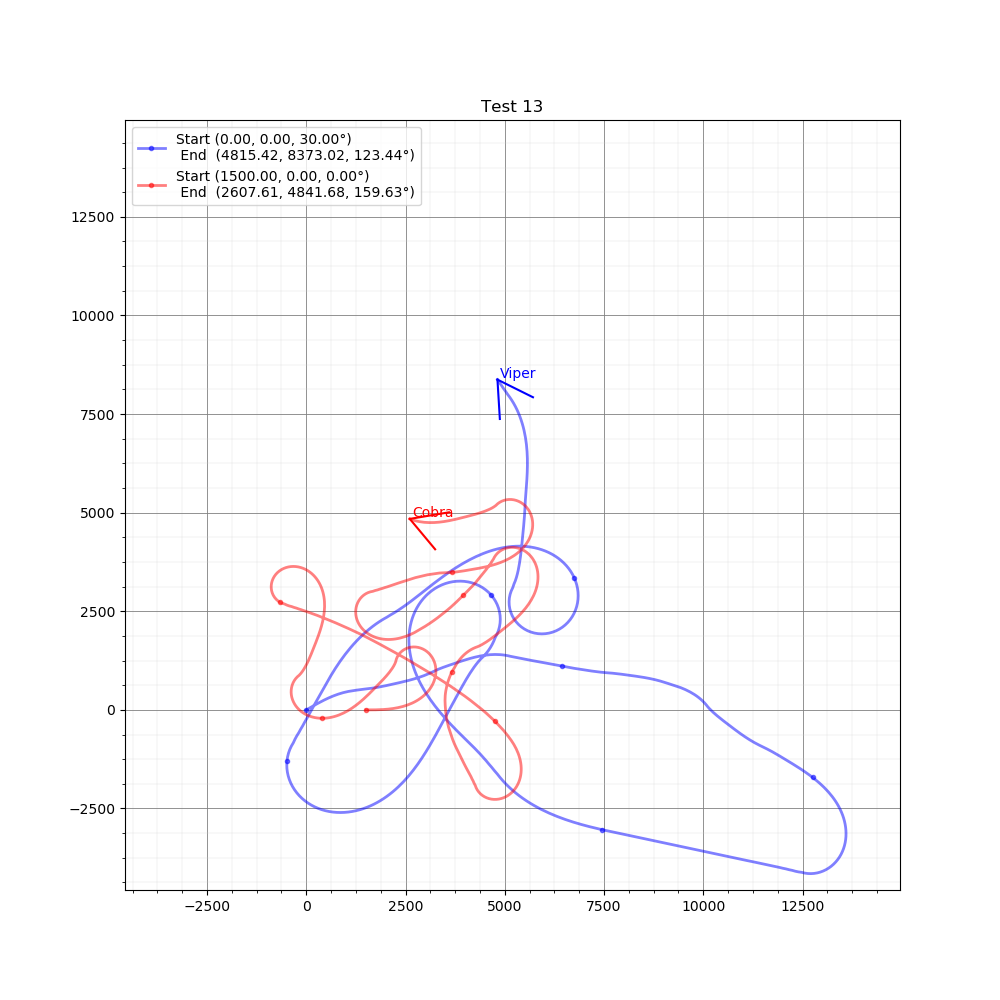 Test 13
Start (0.00, 0.00, 30.00°)
End (4815.42, 8373.02, 123.44°)
Start (1500.00, 0.00, 0.00°)
End (2607.61, 4841.68, 159.63°)
12500
10000
7500
5000
2500
0
−2500
Viper
Cobra
−2500 0 2500 5000 7500 10000 12500